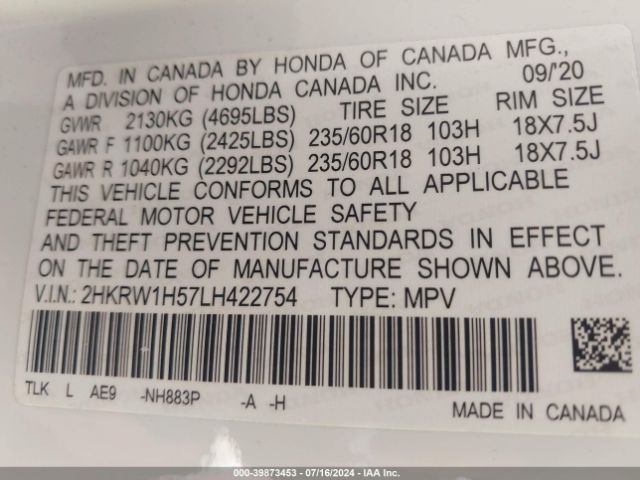 MFD. IN CANADA BY HONDA OF CANADA MFG.,
A DIVISION OF HONDA CANADA INC. 09/'20
GVWR 2130KG (4695LBS) TIRE SIZE RIM SIZE
GAWR F 1100KG (2425LBS) 235/60R18 103H 18X7.5J
GAWR R 1040KG (2292LBS) 235/60R18 103H 18X7.5J
THIS VEHICLE CONFORMS TO ALL APPLICABLE
FEDERAL MOTOR VEHICLE SAFETY
AND THEFT PREVENTION STANDARDS IN EFFECT
ON THE DATE OF MANUFACTURE SHOWN ABOVE.
V.I.N.: 2HKRW1H57LH422754 TYPE: MPV
TLK L AE9 -NH883P -A -H
MADE IN CANADA
000-39873453 - 07/16/2024 - IAA Inc.